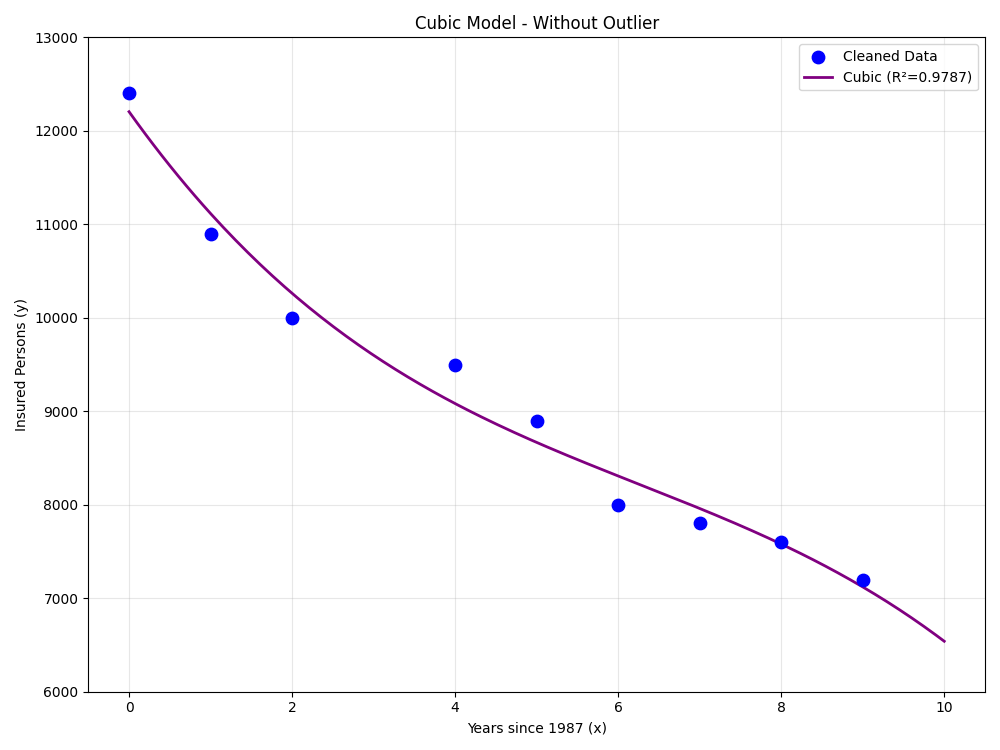 Cubic Model - Without Outlier
Cleaned Data
Cubic (R²=0.9787)
Insured Persons (y)
13000
12000
11000
10000
9000
8000
7000
6000
0 2 4 6 8 10
Years since 1987 (x)